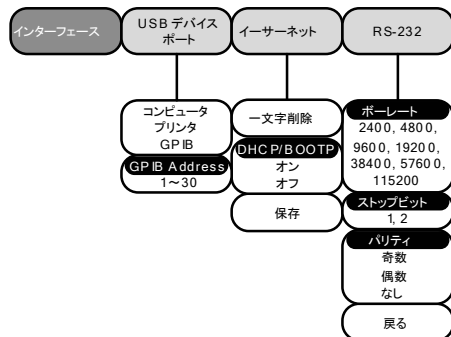 インターフェース
USB デバイス
ポート
イーサーネット
RS-232
コンピュータ
プリンタ
GPIB
GPIB Address
1～30
一文字削除
DHCP/BOOTP
オン
オフ
保存
ボーレート
2400, 4800,
9600, 19200,
38400, 57600,
115200
ストップビット
1, 2
パリティ
奇数
偶数
なし
戻る